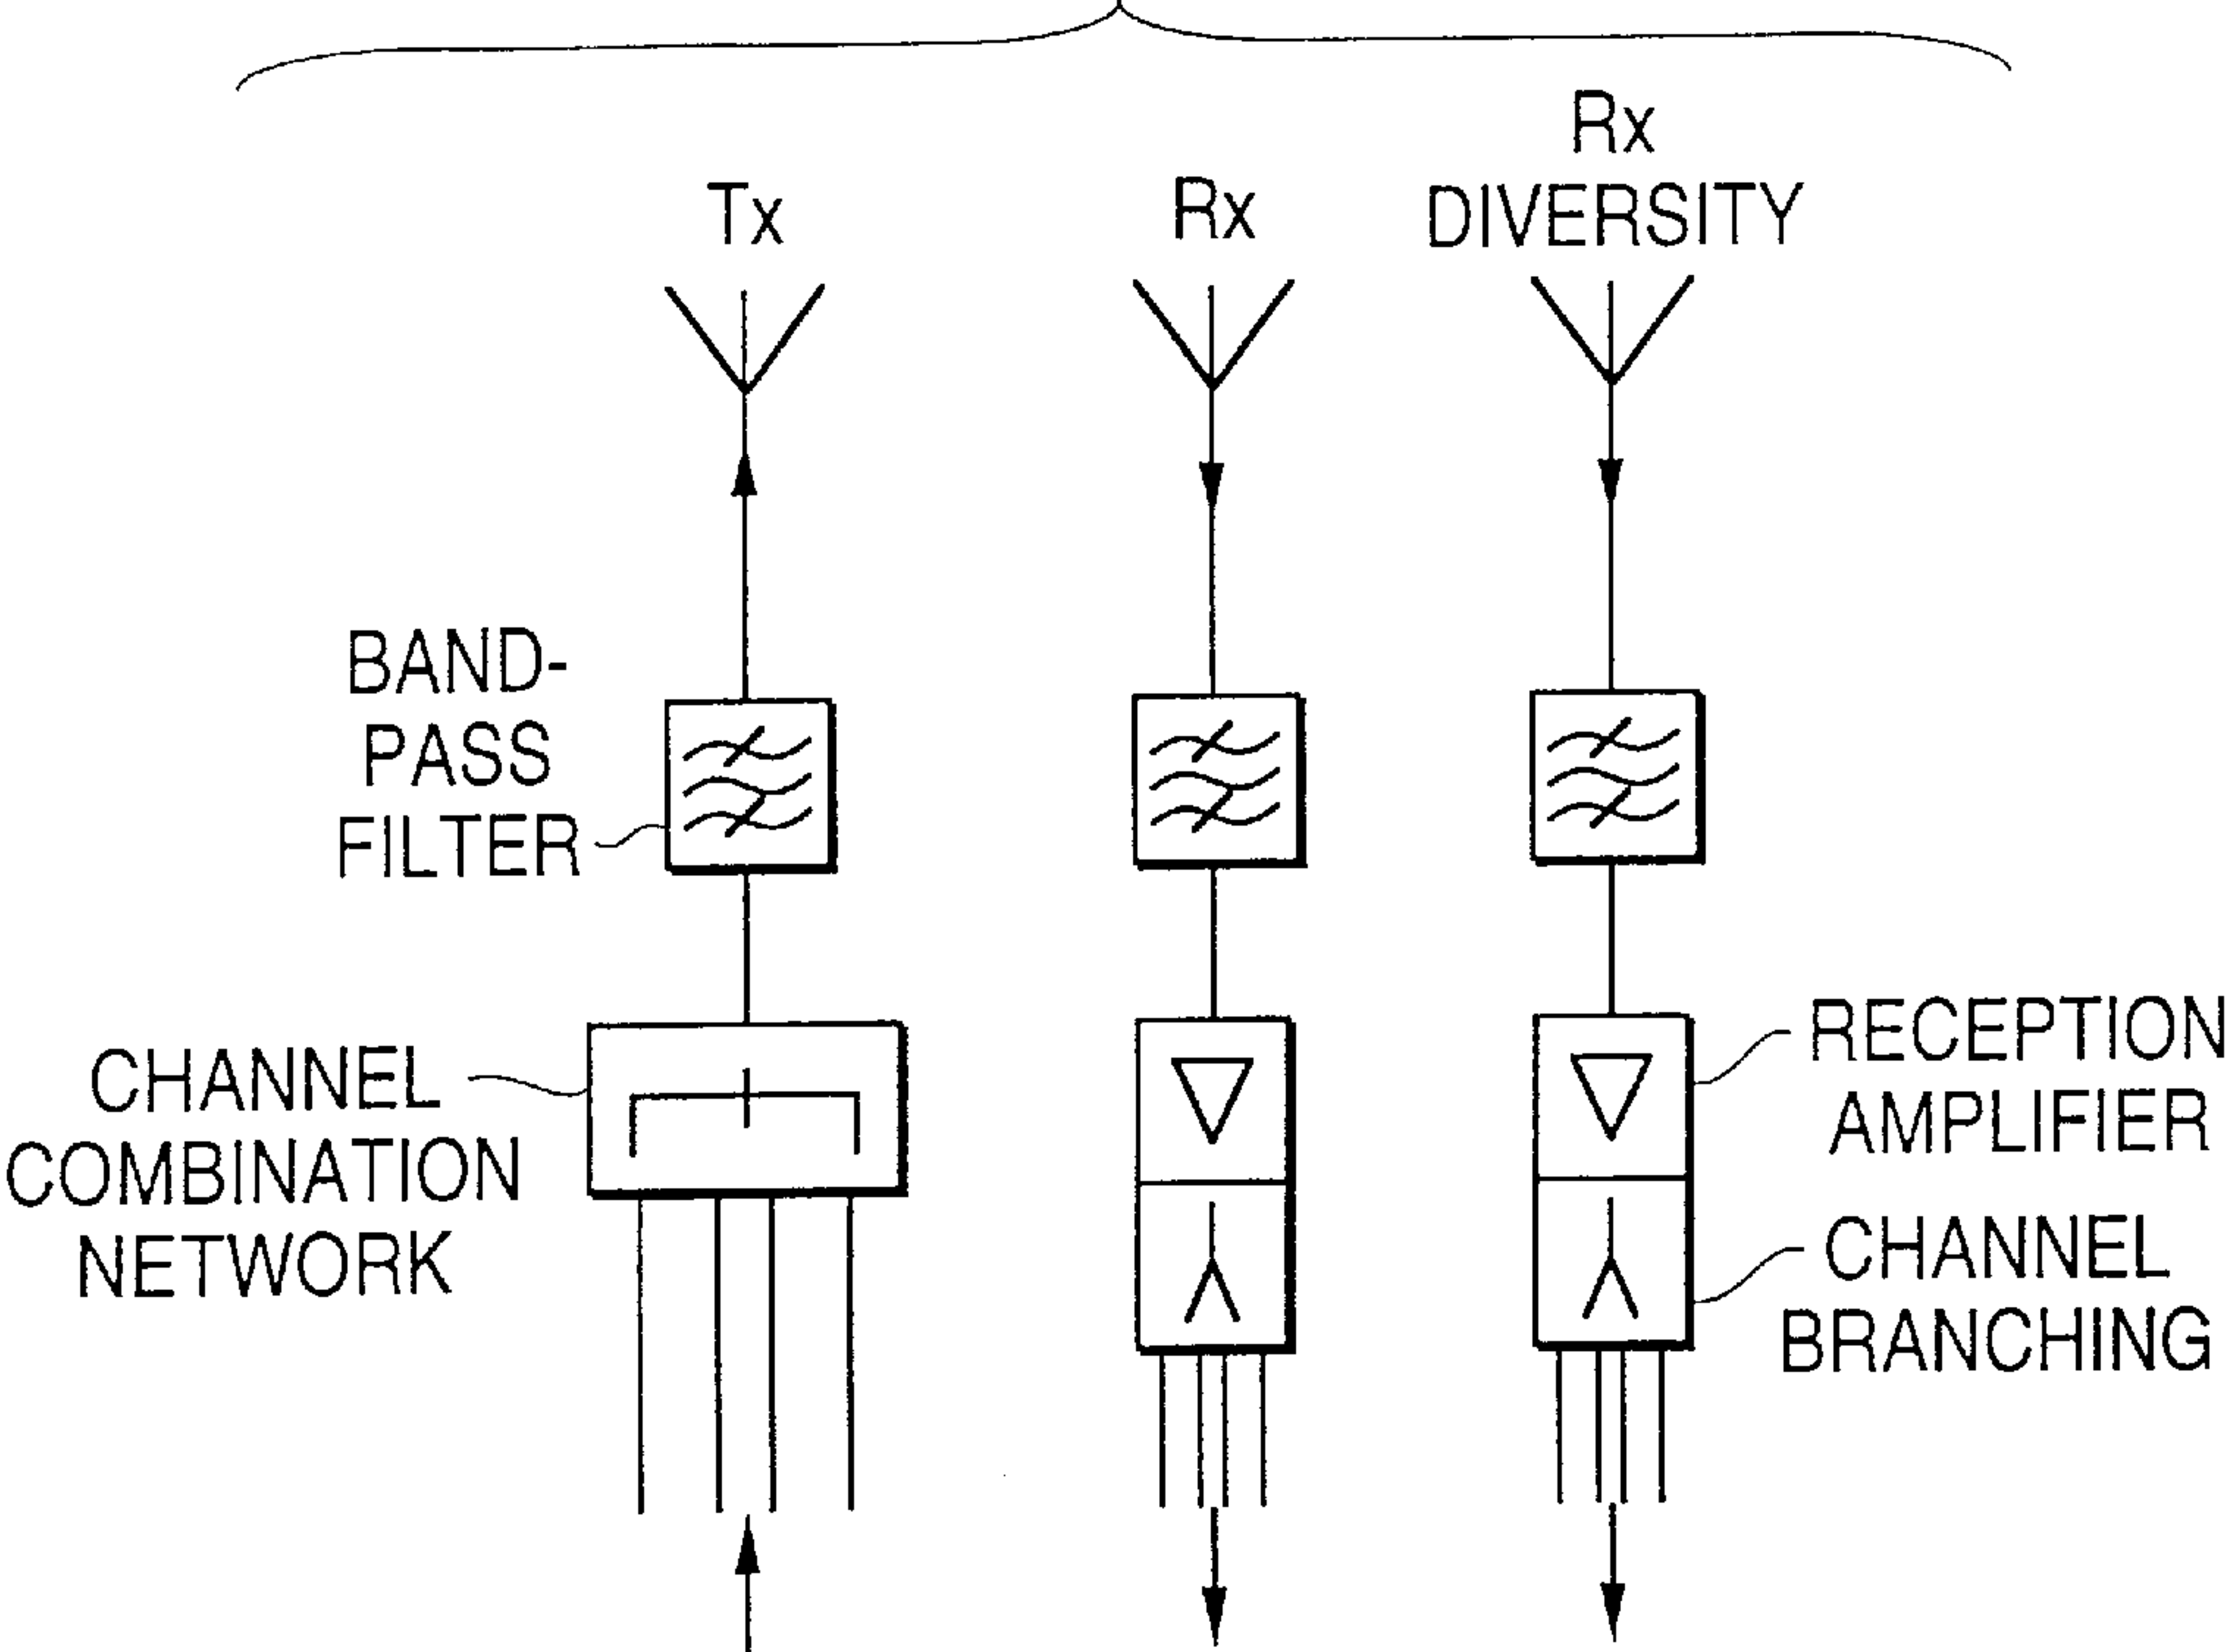 Tx
Rx
Rx
DIVERSITY
BAND-
PASS
FILTER
CHANNEL
COMBINATION
NETWORK
RECEPTION
AMPLIFIER
CHANNEL
BRANCHING